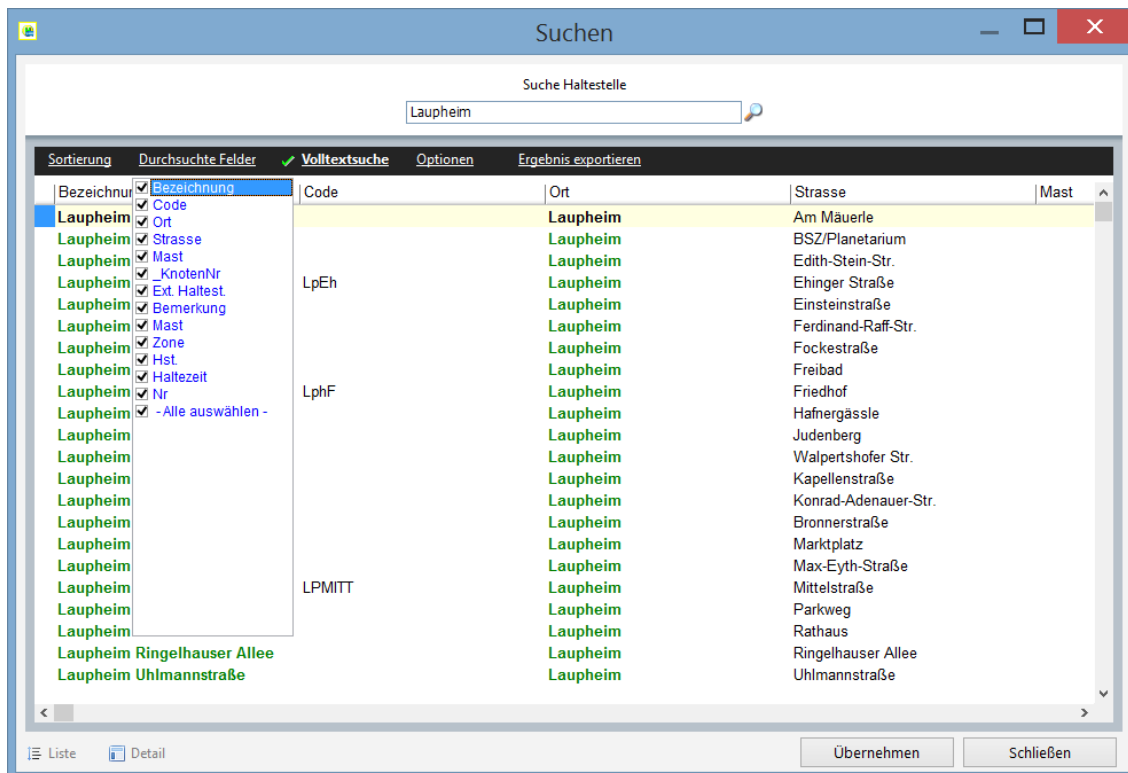 Suchen
Suche Haltestelle
Laupheim
Sortierung Durchsuchte Felder Volltextsuche Optionen Ergebnis exportieren
Bezeichnun Code Ort Strasse Mast
Bezeichnung
Code
Ort
Strasse
Mast
_KnotenNr
Ext. Haltest.
Bemerkung
Mast
Zone
Hst.
Haltezeit
Nr
- Alle auswählen -
Laupheim Laupheim Am Mäuerle
Laupheim Laupheim BSZ/Planetarium
Laupheim Laupheim Edith-Stein-Str.
Laupheim LpEh Laupheim Ehinger Straße
Laupheim Laupheim Einsteinstraße
Laupheim Laupheim Ferdinand-Raff-Str.
Laupheim Laupheim Fockestraße
Laupheim Laupheim Freibad
Laupheim LphF Laupheim Friedhof
Laupheim Laupheim Hafnergässle
Laupheim Laupheim Judenberg
Laupheim Laupheim Walpertshofer Str.
Laupheim Laupheim Kapellenstraße
Laupheim Laupheim Konrad-Adenauer-Str.
Laupheim Laupheim Bronnerstraße
Laupheim Laupheim Marktplatz
Laupheim Laupheim Max-Eyth-Straße
Laupheim LPMITT Laupheim Mittelstraße
Laupheim Laupheim Parkweg
Laupheim Laupheim Rathaus
Laupheim Ringelhauser Allee Laupheim Ringelhauser Allee
Laupheim Uhlmannstraße Laupheim Uhlmannstraße
Liste Detail Übernehmen Schließen